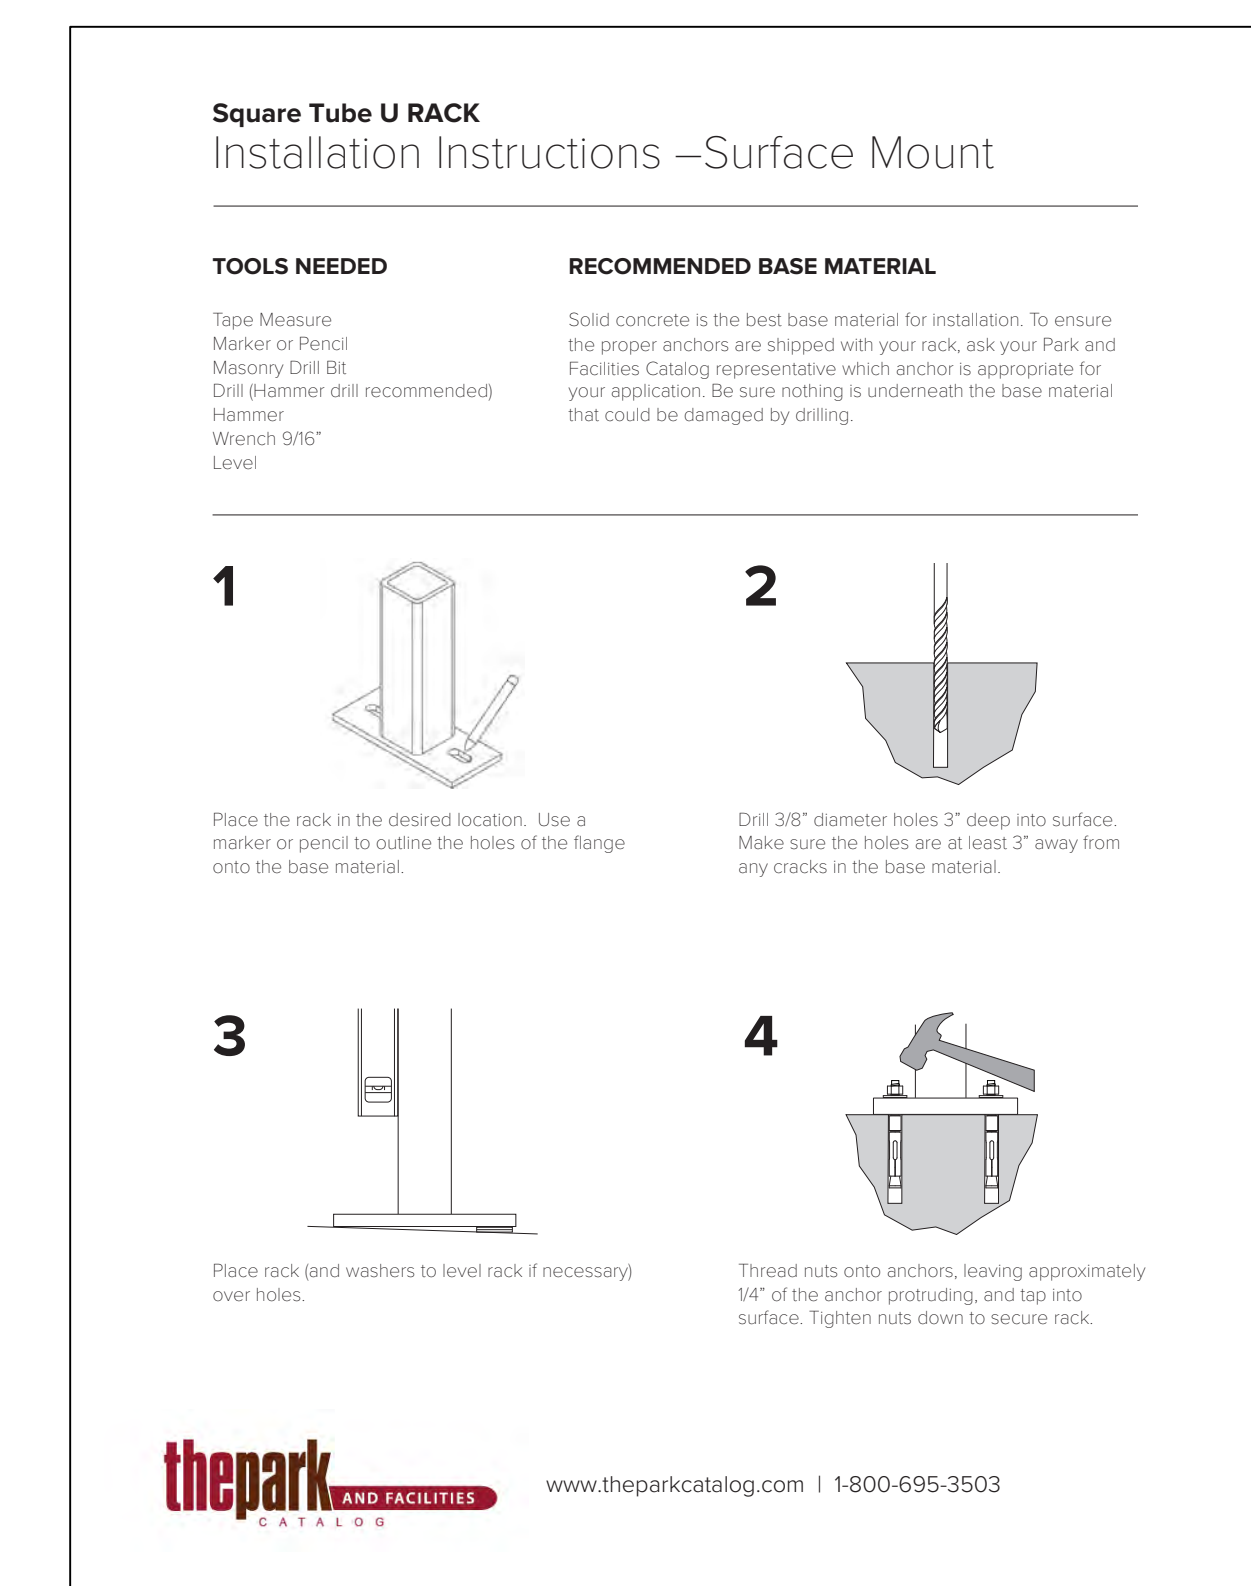 Square Tube U RACK
Installation Instructions –Surface Mount
TOOLS NEEDED
Tape Measure
Marker or Pencil
Masonry Drill Bit
Drill (Hammer drill recommended)
Hammer
Wrench 9/16”
Level
RECOMMENDED BASE MATERIAL
Solid concrete is the best base material for installation. To ensure
the proper anchors are shipped with your rack, ask your Park and
Facilities Catalog representative which anchor is appropriate for
your application. Be sure nothing is underneath the base material
that could be damaged by drilling.
1
Place the rack in the desired location.  Use a
marker or pencil to outline the holes of the flange
onto the base material.
2
Drill 3/8” diameter holes 3” deep into surface.
Make sure the holes are at least 3” away from
any cracks in the base material.
3
Place rack (and washers to level rack if necessary)
over holes.
4
Thread nuts onto anchors, leaving approximately
1/4” of the anchor protruding, and tap into
surface. Tighten nuts down to secure rack.
thepark
AND FACILITIES
CATALOG
www.theparkcatalog.com | 1-800-695-3503